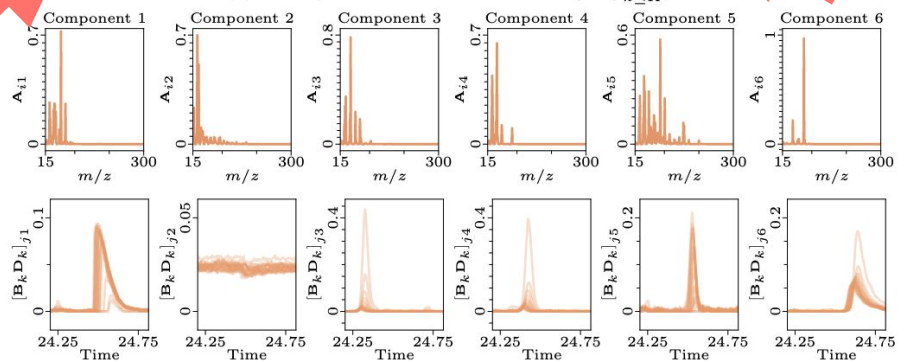 Component 1 Component 2 Component 3 Component 4 Component 5 Component 6
0.7 0.7 0.8 0.7 0.6 1
A_{i1} A_{i2} A_{i3} A_{i4} A_{i5} A_{i6}
0 0 0 0 0 0
15 300 15 300 15 300 15 300 15 300 15 300
m/z m/z m/z m/z m/z m/z
0.1 0.05 0.4 0.4 0.2 0.2
[B_k D_k]_{j1} [B_k D_k]_{j2} [B_k D_k]_{j3} [B_k D_k]_{j4} [B_k D_k]_{j5} [B_k D_k]_{j6}
0 0 0 0 0 0
24.25 24.75 24.25 24.75 24.25 24.75 24.25 24.75 24.25 24.75 24.25 24.75
Time Time Time Time Time Time